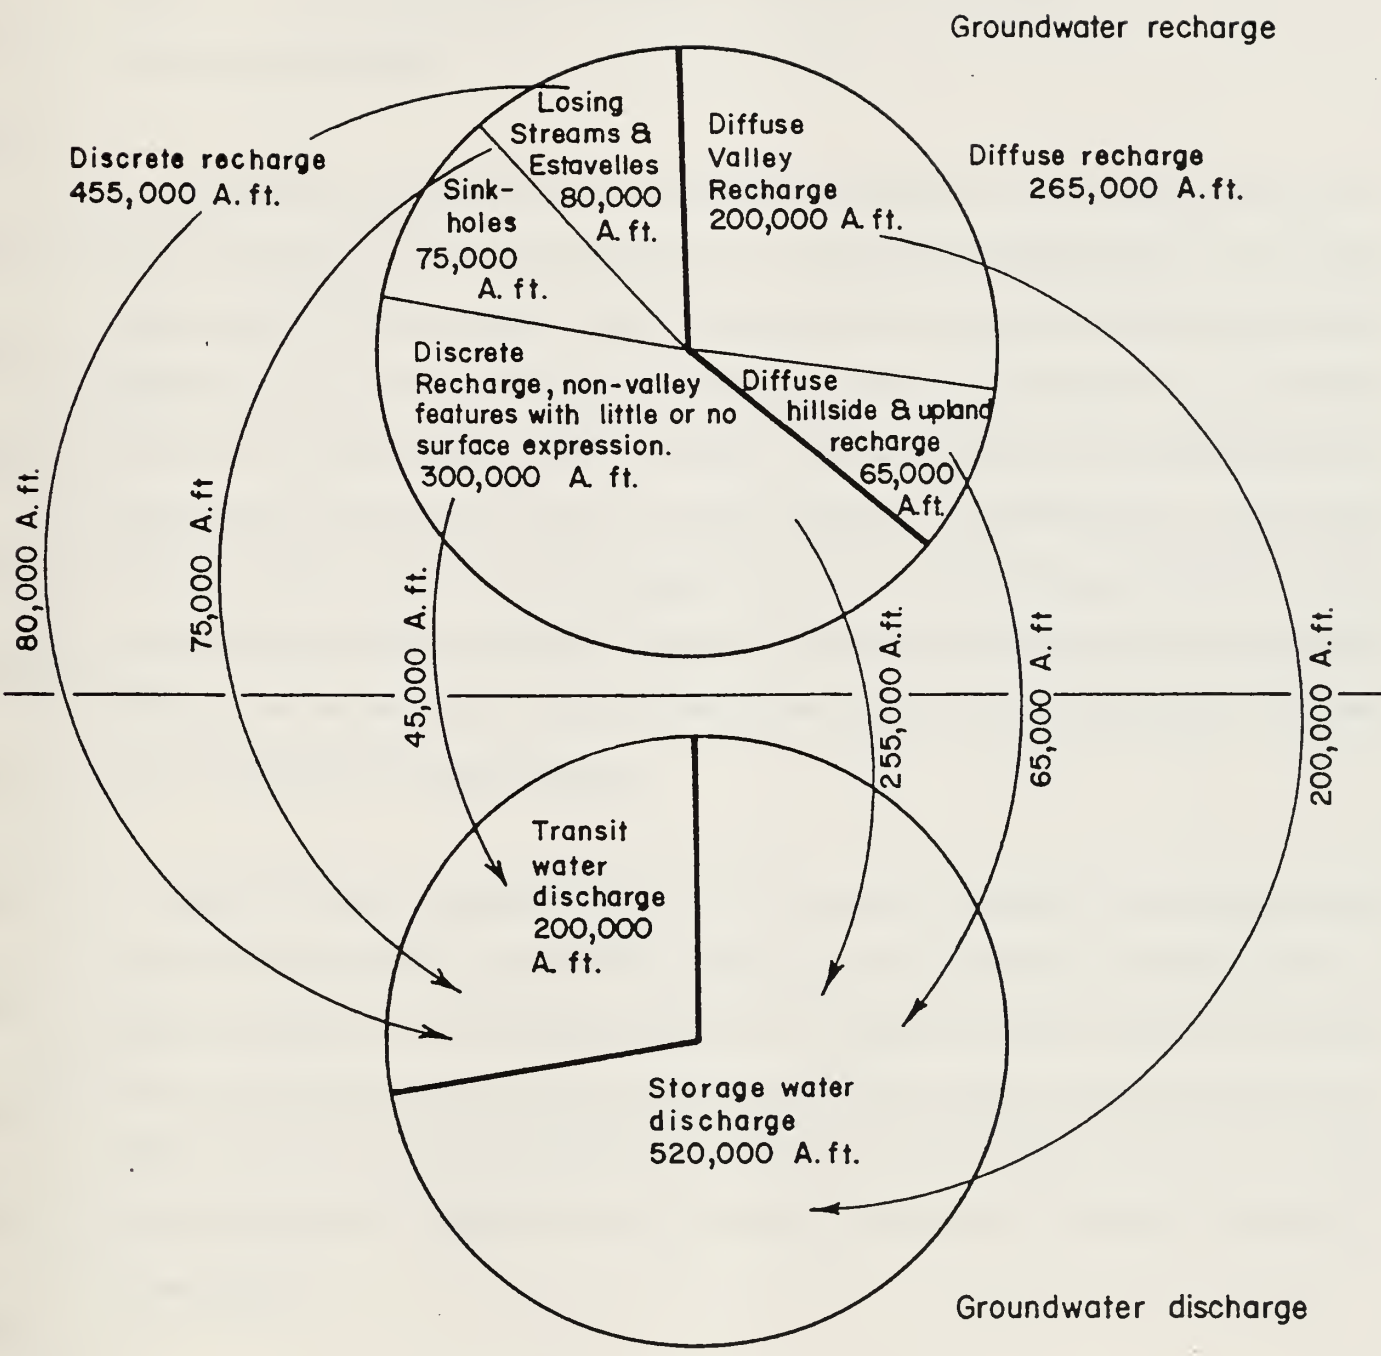 Groundwater recharge
Discrete recharge
455,000 A. ft.
Losing
Streams &
Estavelles
80,000
A. ft.
Sink-
holes
75,000
A. ft.
Diffuse
Valley
Recharge
200,000 A. ft.
Diffuse recharge
265,000 A. ft.
Discrete
Recharge, non-valley
features with little or no
surface expression.
300,000 A. ft.
Diffuse
hillside & upland
recharge
65,000
A. ft.
80,000 A. ft.
75,000 A. ft
45,000 A. ft.
255,000 A. ft.
65,000 A. ft
200,000 A. ft.
Transit
water
discharge
200,000
A. ft.
Storage water
discharge
520,000 A. ft.
Groundwater discharge